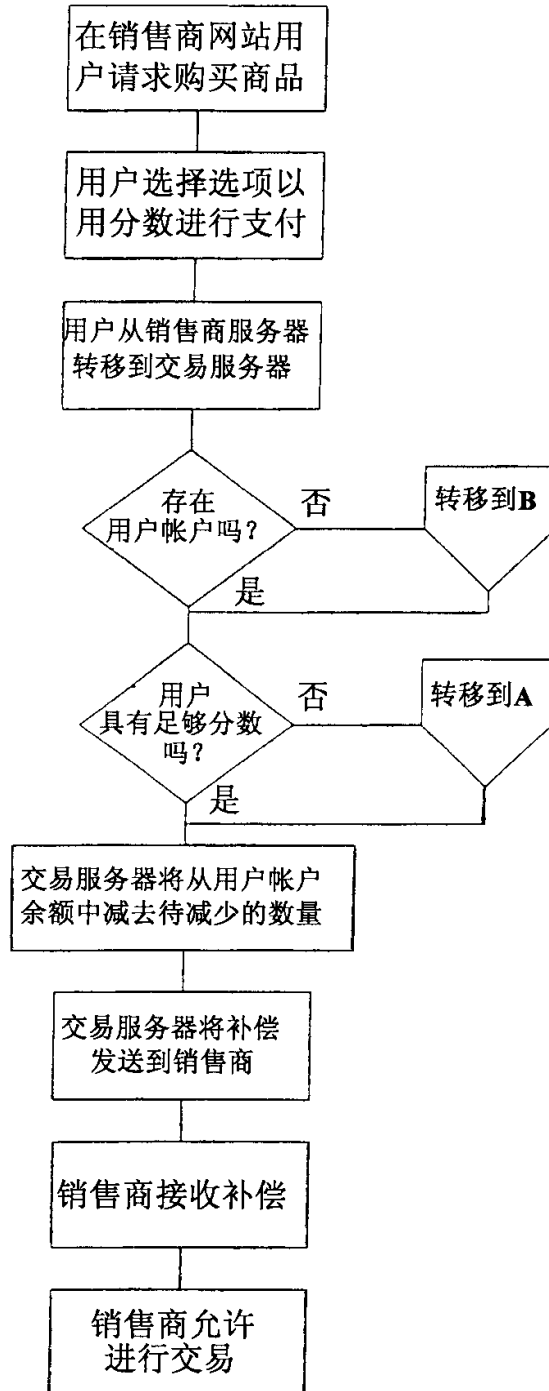 在销售商网站用
户请求购买商品
用户选择选项以
用分数进行支付
用户从销售商服务器
转移到交易服务器
存在
用户帐户吗？
否
转移到B
是
用户
具有足够分数
吗？
否
转移到A
是
交易服务器将从用户帐户
余额中减去待减少的数量
交易服务器将补偿
发送到销售商
销售商接收补偿
销售商允许
进行交易